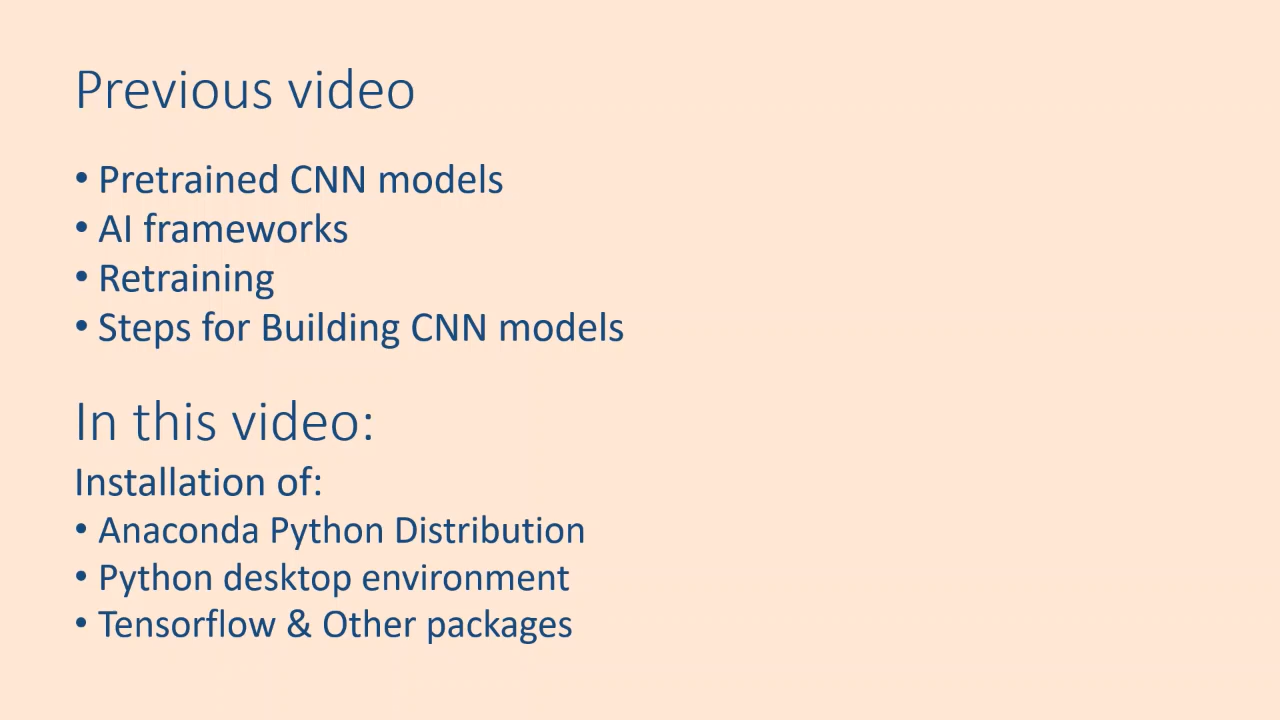 Previous video
• Pretrained CNN models
• AI frameworks
• Retraining
• Steps for Building CNN models
In this video:
Installation of:
• Anaconda Python Distribution
• Python desktop environment
• Tensorflow & Other packages